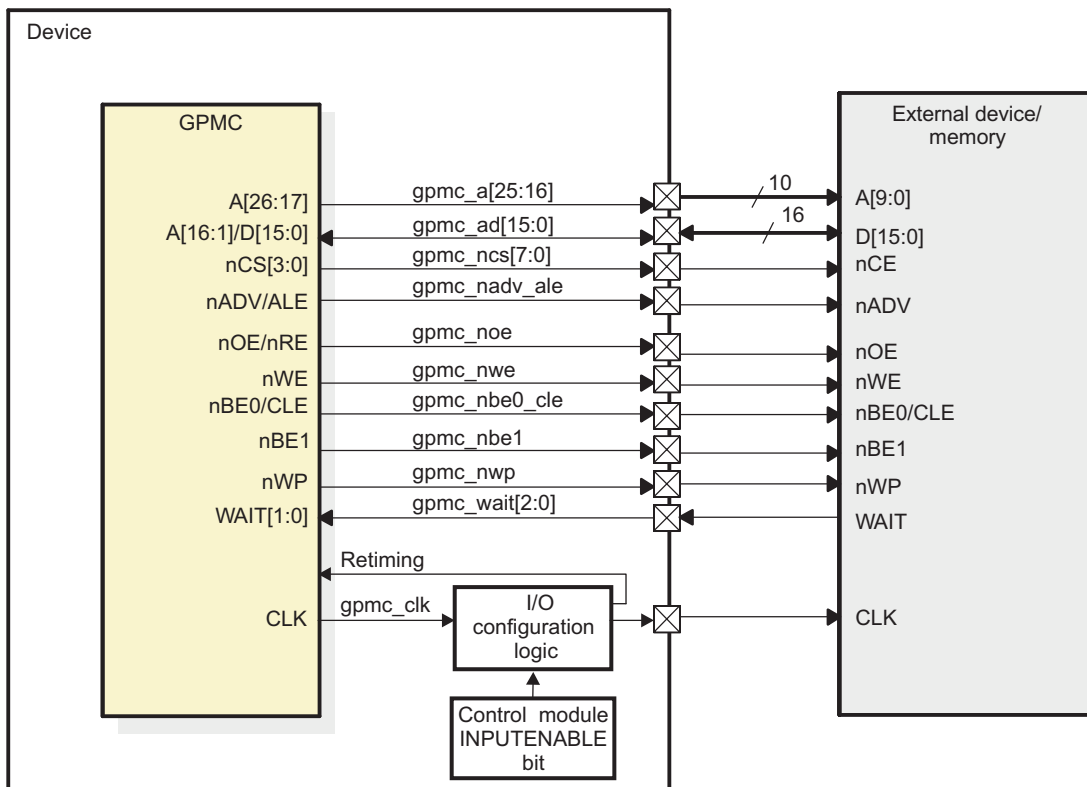 Device
GPMC
External device/
memory
A[26:17]
gpmc_a[25:16]
10
A[9:0]
A[16:1]/D[15:0]
gpmc_ad[15:0]
16
D[15:0]
nCS[3:0]
gpmc_ncs[7:0]
nCE
nADV/ALE
gpmc_nadv_ale
nADV
nOE/nRE
gpmc_noe
nOE
nWE
gpmc_nwe
nWE
nBE0/CLE
gpmc_nbe0_cle
nBE0/CLE
nBE1
gpmc_nbe1
nBE1
nWP
gpmc_nwp
nWP
WAIT[1:0]
gpmc_wait[2:0]
WAIT
Retiming
CLK
gpmc_clk
I/O
configuration
logic
CLK
Control module
INPUTENABLE
bit